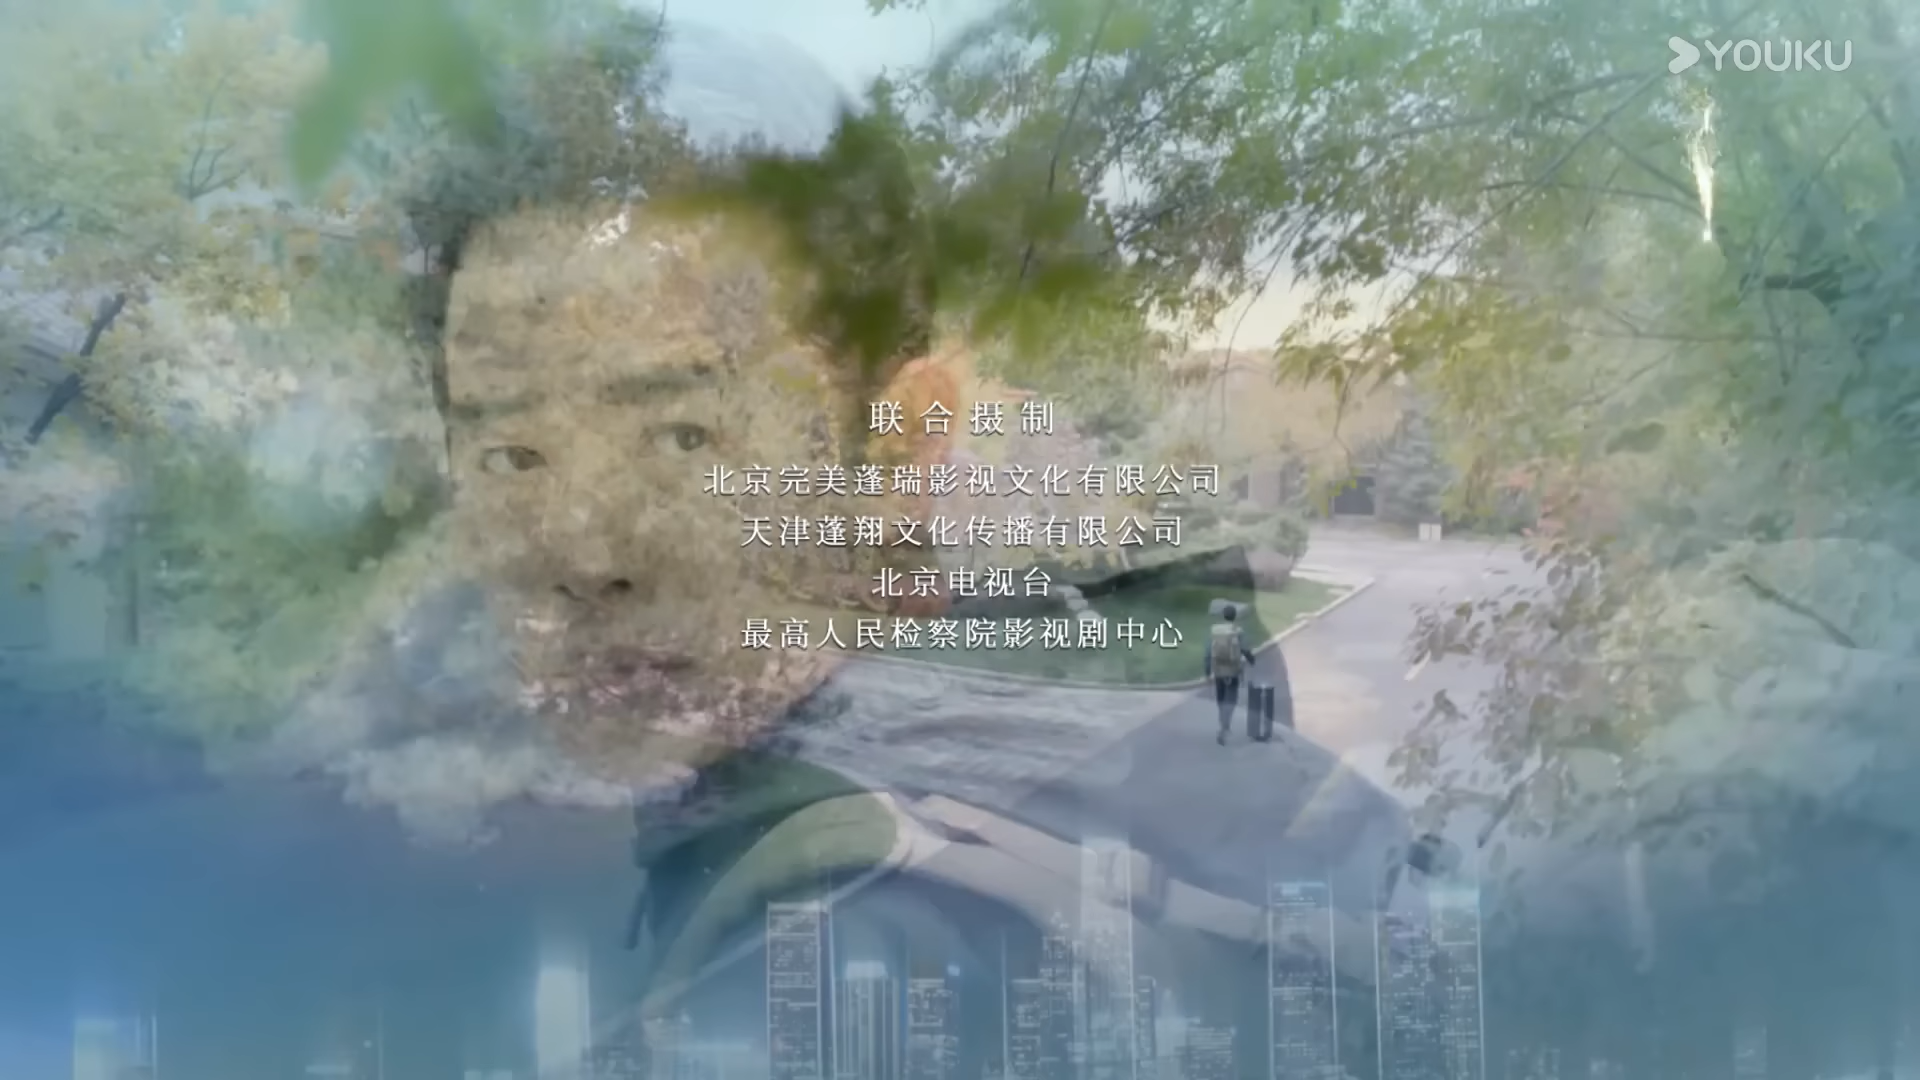 YOUKU
联合摄制
北京完美蓬瑞影视文化有限公司
天津蓬翔文化传播有限公司
北京电视台
最高人民检察院影视剧中心